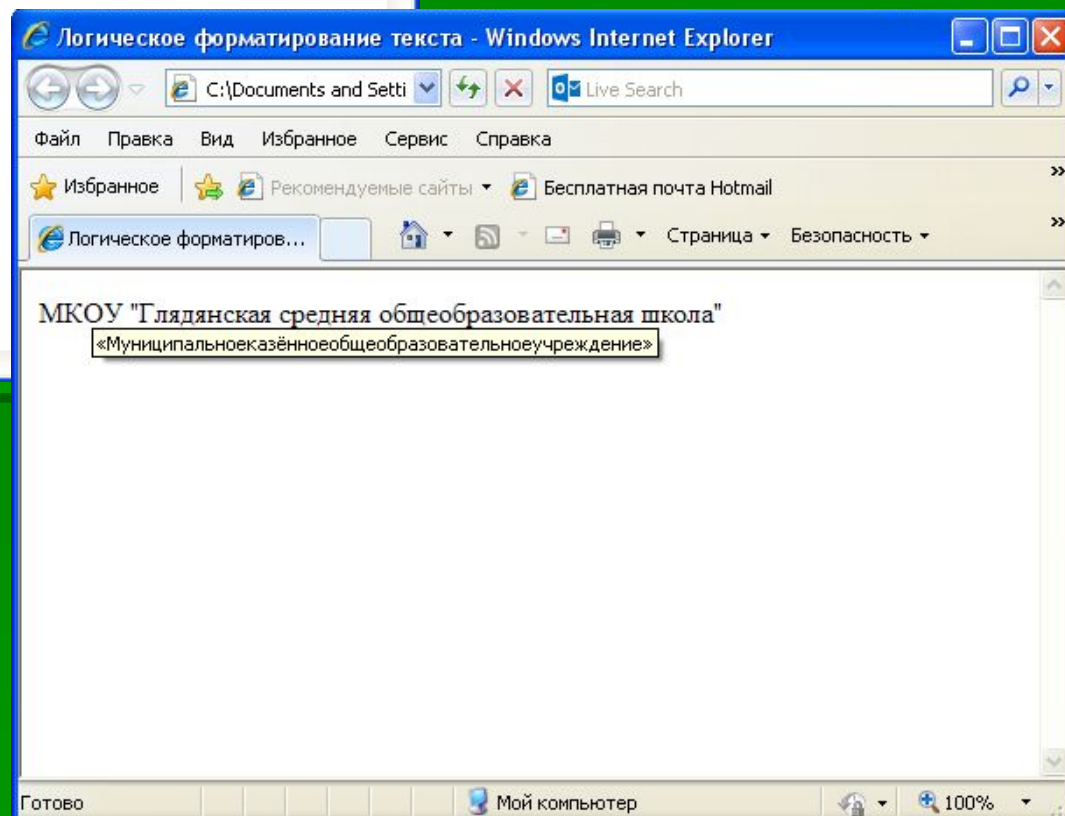 Логическое форматирование текста - Windows Internet Explorer
C:\Documents and Setti Live Search
Файл Правка Вид Избранное Сервис Справка
Избранное Рекомендуемые сайты Бесплатная почта Hotmail »
Логическое форматиров... Страница Безопасность »
МКОУ "Глядянская средняя общеобразовательная школа"
«Муниципальноеказённоеобщеобразовательноеучреждение»
Готово Мой компьютер 100%